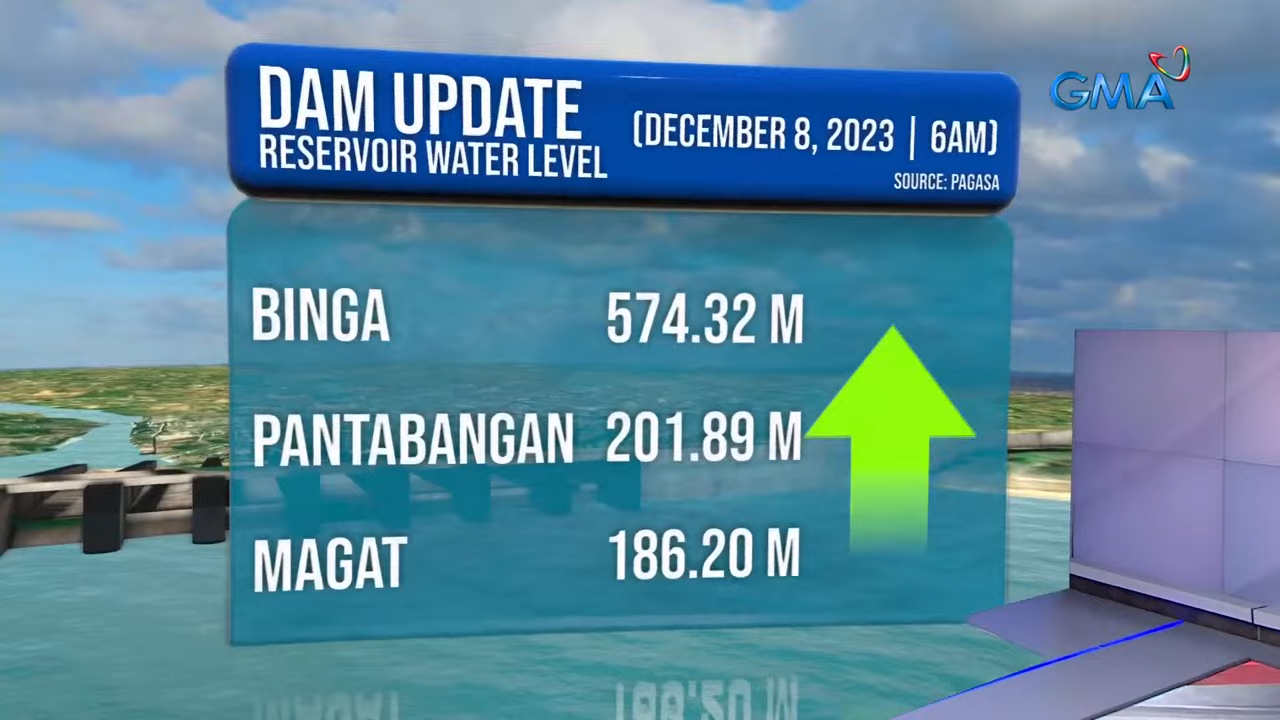 DAM UPDATE
RESERVOIR WATER LEVEL
(DECEMBER 8, 2023 | 6AM)
SOURCE: PAGASA
GMA
BINGA 574.32 M
PANTABANGAN 201.89 M
MAGAT 186.20 M